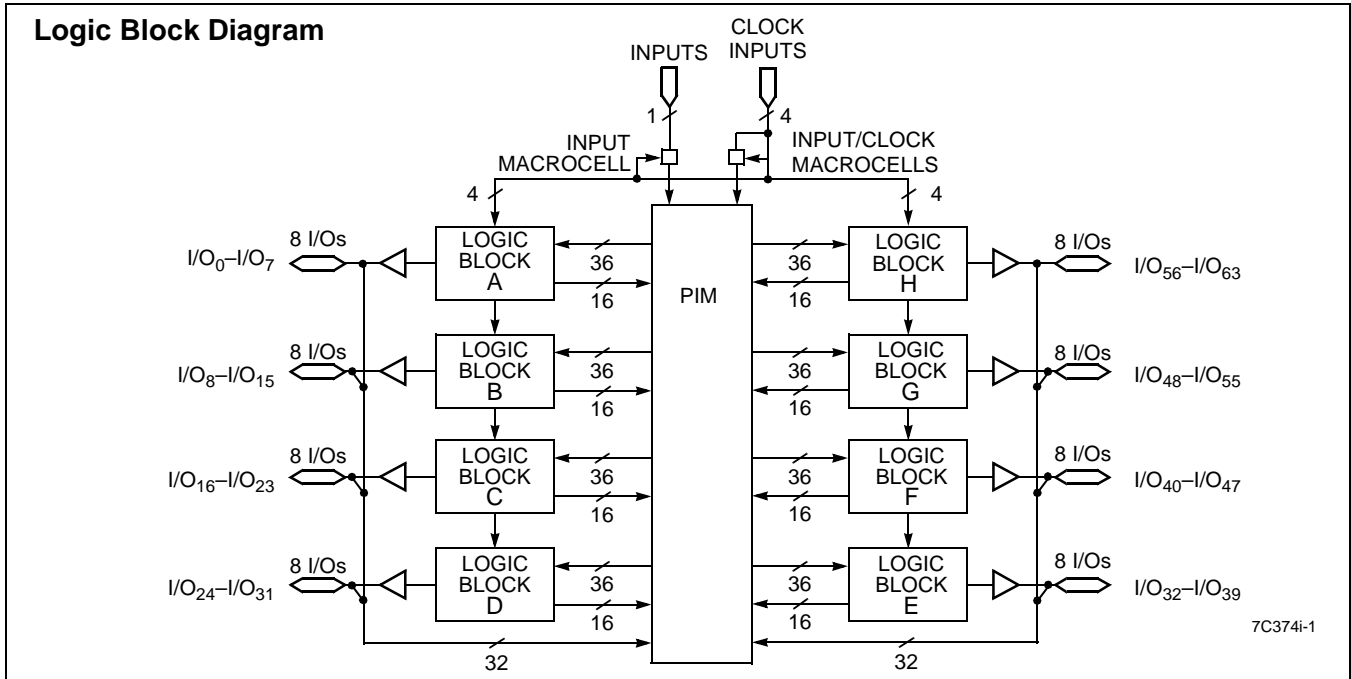 Logic Block Diagram
CLOCK
INPUTS
INPUTS
1
4
INPUT
MACROCELL
INPUT/CLOCK
MACROCELLS
4
4
8 I/Os
I/O0–I/O7
LOGIC
BLOCK
A
36
16
PIM
36
16
LOGIC
BLOCK
H
8 I/Os
I/O56–I/O63
8 I/Os
I/O8–I/O15
LOGIC
BLOCK
B
36
16
36
16
LOGIC
BLOCK
G
8 I/Os
I/O48–I/O55
8 I/Os
I/O16–I/O23
LOGIC
BLOCK
C
36
16
36
16
LOGIC
BLOCK
F
8 I/Os
I/O40–I/O47
8 I/Os
I/O24–I/O31
LOGIC
BLOCK
D
36
16
36
16
LOGIC
BLOCK
E
8 I/Os
I/O32–I/O39
32
32
7C374i-1